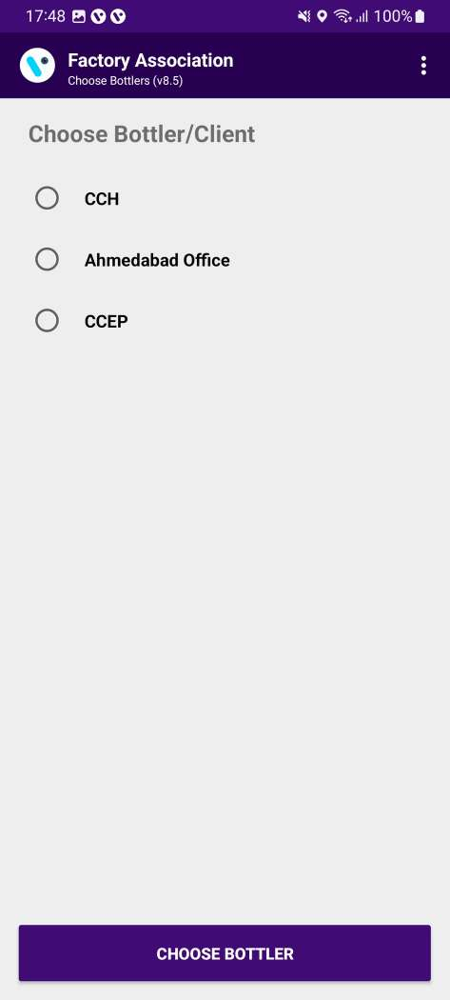 17:48 100%
Factory Association
Choose Bottlers (v8.5)
Choose Bottler/Client
CCH
Ahmedabad Office
CCEP
CHOOSE BOTTLER